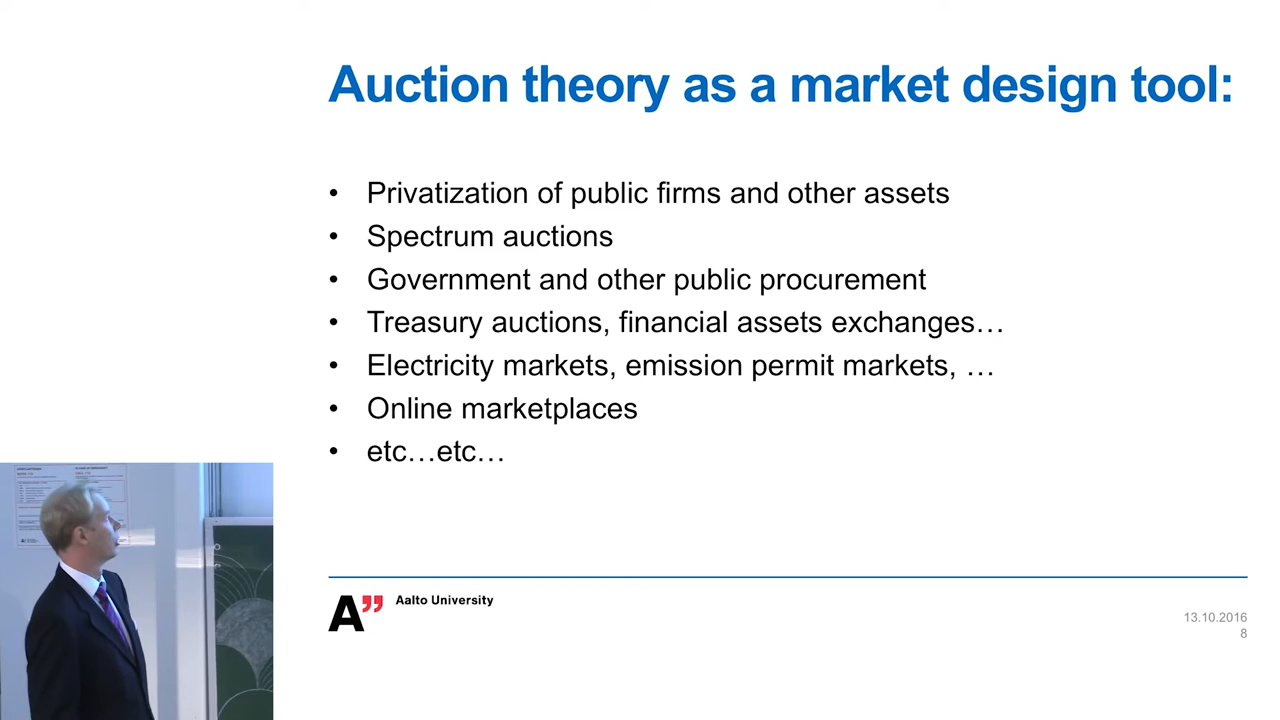 Auction theory as a market design tool:
• Privatization of public firms and other assets
• Spectrum auctions
• Government and other public procurement
• Treasury auctions, financial assets exchanges…
• Electricity markets, emission permit markets, …
• Online marketplaces
• etc…etc…
A”
Aalto University
13.10.2016
8